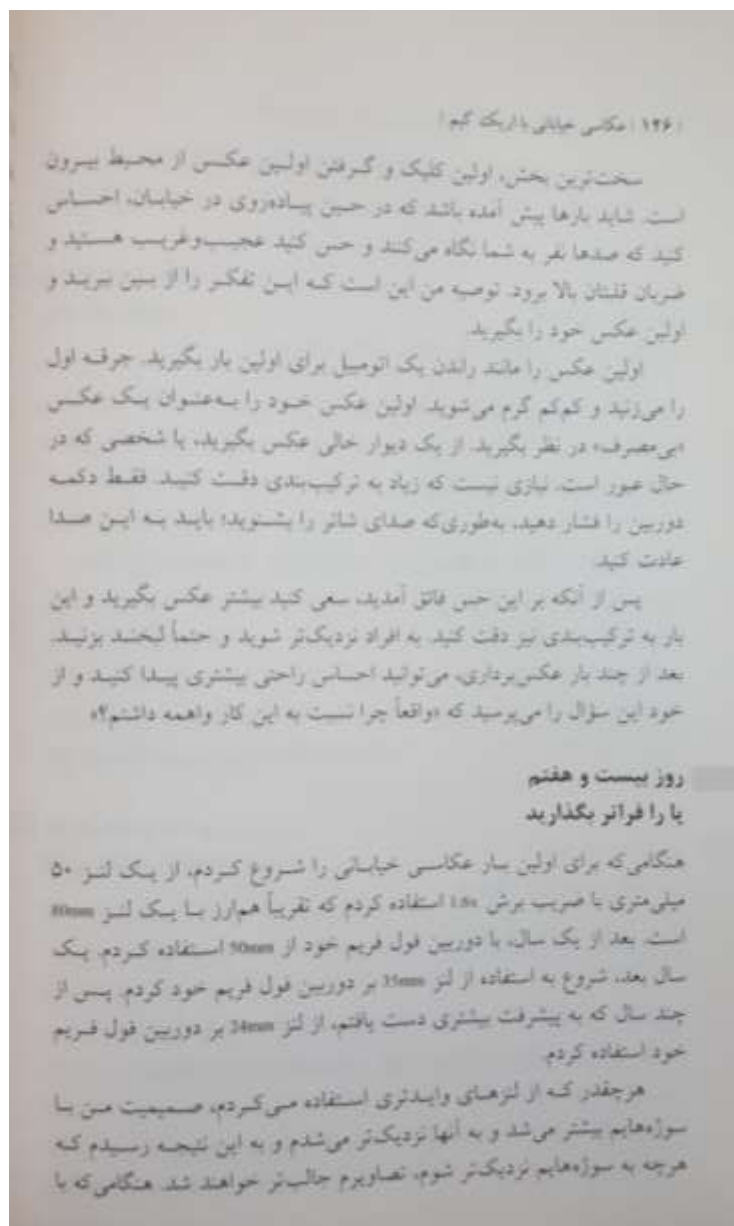 | ۱۲۶ | عکاسی خیابانی با اریک کیم |
سخت‌ترین بخش، اولین کلیک و گرفتن اولین عکس از محیط بیرون
است. شاید بارها پیش آمده باشد که در حین پیاده‌روی در خیابان، احساس
کنید که صدها نفر به شما نگاه می‌کنند و حس کنید عجیب‌وغریب هستید و
ضربان قلبتان بالا برود. توصیه من این است که این تفکر را از بین ببرید و
اولین عکس خود را بگیرید.
اولین عکس را مانند راندن یک اتومبیل برای اولین بار بگیرید. جرقه اول
را می‌زنید و کم‌کم گرم می‌شوید. اولین عکس خود را به‌عنوان یک عکس
«بی‌مصرف» در نظر بگیرید. از یک دیوار خالی عکس بگیرید، یا شخصی که در
حال عبور است. نیازی نیست که زیاد به ترکیب‌بندی دقت کنید. فقط دکمه
دوربین را فشار دهید، به‌طوری‌که صدای شاتر را بشنوید؛ باید به این صدا
عادت کنید.
پس از آنکه بر این حس فائق آمدید، سعی کنید بیشتر عکس بگیرید و این
بار به ترکیب‌بندی نیز دقت کنید. به افراد نزدیک‌تر شوید و حتماً لبخند بزنید.
بعد از چند بار عکس‌برداری، می‌توانید احساس راحتی بیشتری پیدا کنید و از
خود این سؤال را می‌پرسید که «واقعاً چرا نسبت به این کار واهمه داشتم؟»
روز بیست و هفتم
پا را فراتر بگذارید
هنگامی‌که برای اولین بار عکاسی خیابانی را شروع کردم، از یک لنز ۵۰
میلی‌متری با ضریب برش 1.6x استفاده کردم که تقریباً هم‌ارز با یک لنز 80mm
است. بعد از یک سال، با دوربین فول فریم خود از 50mm استفاده کردم. یک
سال بعد، شروع به استفاده از لنز 35mm بر دوربین فول فریم خود کردم. پس از
چند سال که به پیشرفت بیشتری دست یافتم، از لنز 24mm بر دوربین فول فریم
خود استفاده کردم.
هرچقدر که از لنزهای وایدتری استفاده می‌کردم، صمیمیت من با
سوژه‌هایم بیشتر می‌شد و به آنها نزدیک‌تر می‌شدم و به این نتیجه رسیدم که
هرچه به سوژه‌هایم نزدیک‌تر شوم، تصاویرم جالب‌تر خواهند شد. هنگامی‌که با